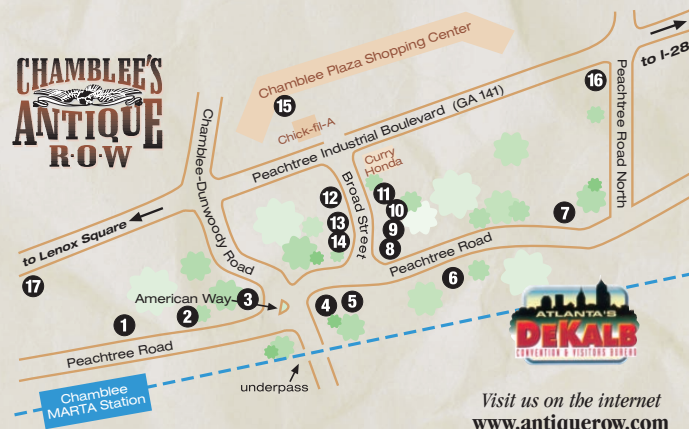 CHAMBLEE'S
ANTIQUE
R·O·W
Chamblee Plaza Shopping Center
15
Chick-fil-A
Peachtree Industrial Boulevard (GA 141)
to I-28
16
Peachtree Road North
Chamblee-Dunwoody Road
Curry
Honda
Broad Street
12
13
14
11
10
9
8
7
to Lenox Square
17
Peachtree Road
6
American Way
1
2
3
4
5
Peachtree Road
underpass
Chamblee
MARTA Station
ATLANTA'S
DEKALB
CONVENTION & VISITORS BUREAU
Visit us on the internet
www.antiquerow.com